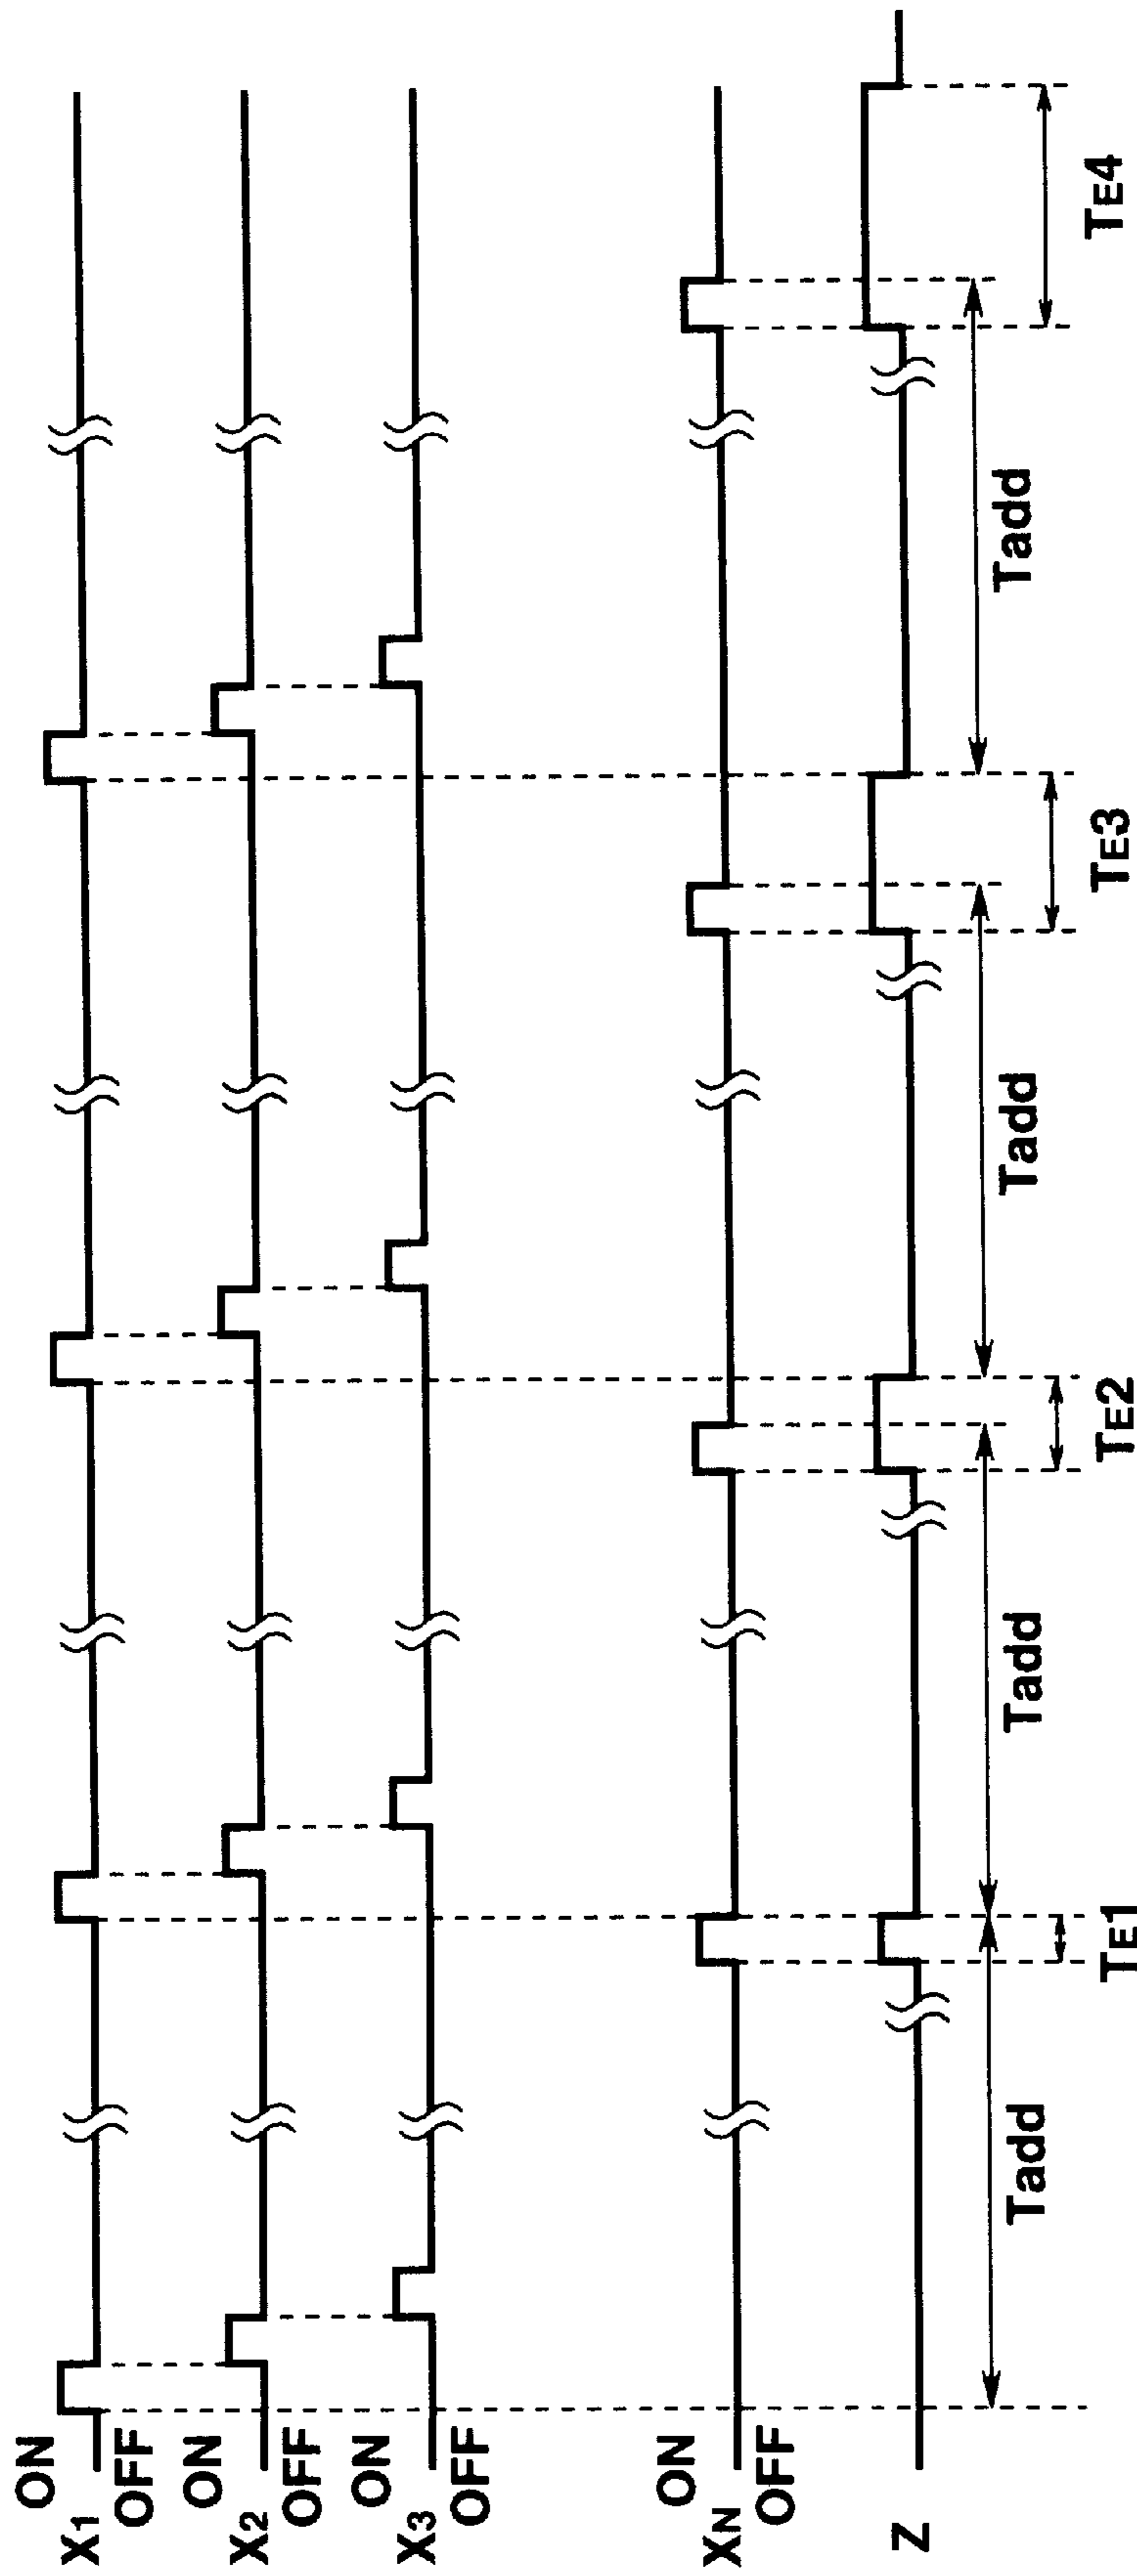 ON
X1
OFF
ON
X2
OFF
ON
X3
OFF
ON
XN
OFF
Z
Tadd
Tadd
Tadd
Tadd
TE1
TE2
TE3
TE4